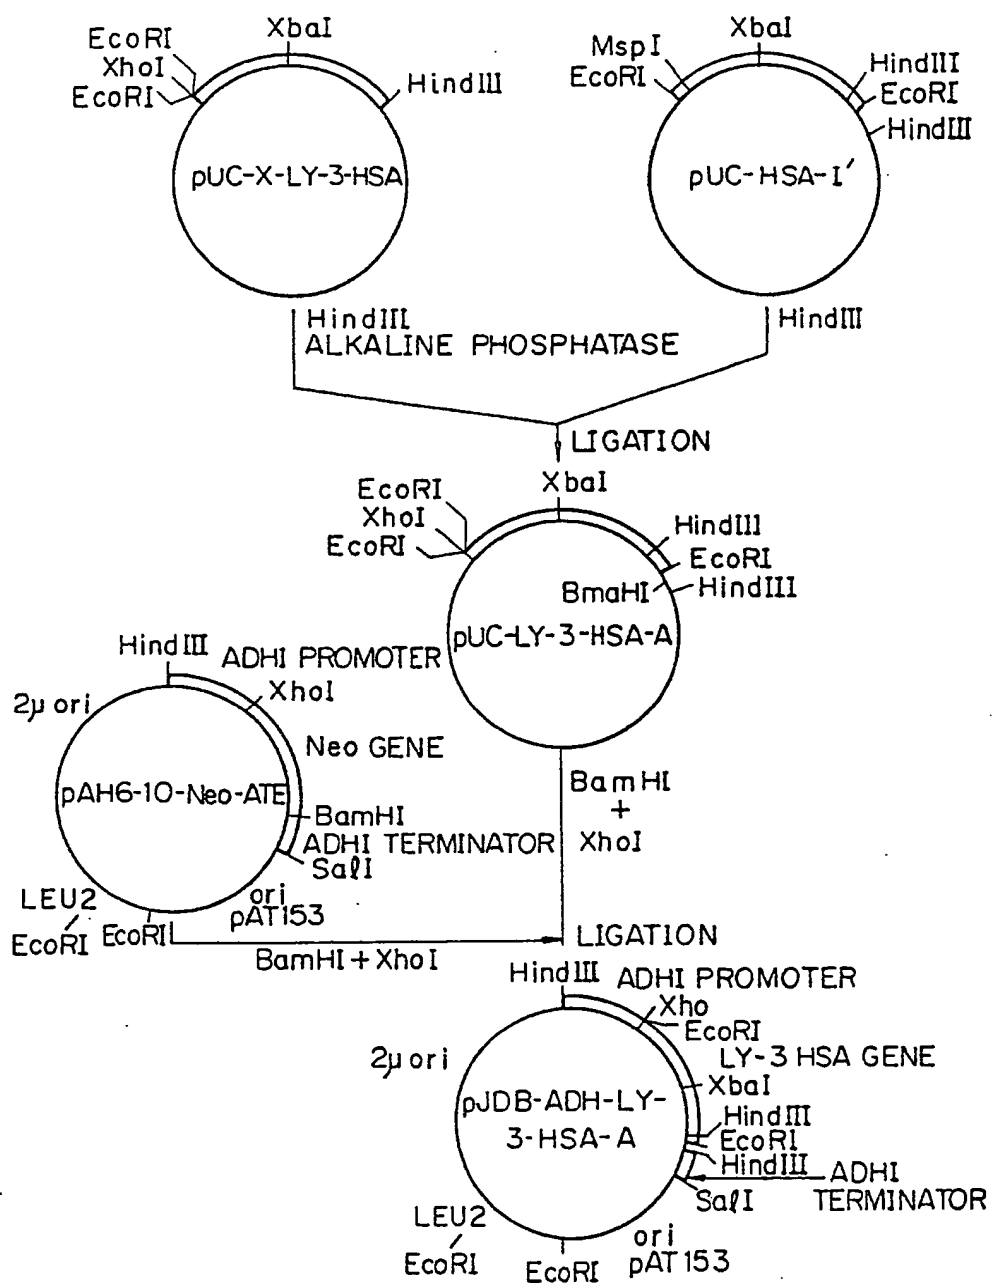 EcoRI
XhoI
EcoRI
XbaI
HindIII
pUC-X-LY-3-HSA
XbaI
MspI
EcoRI
HindIII
EcoRI
HindIII
pUC-HSA-I′
HindIII
ALKALINE PHOSPHATASE
HindIII
LIGATION
XbaI
EcoRI
XhoI
EcoRI
HindIII
EcoRI
HindIII
BmaHI
pUC-LY-3-HSA-A
HindIII
ADHI PROMOTER
XhoI
2μ ori
Neo GENE
pAH6-10-Neo-ATE
BamHI
ADHI TERMINATOR
SalI
LEU2
EcoRI
EcoRI
ori
pAT153
BamHI
+
XhoI
BamHI + XhoI
LIGATION
HindIII
ADHI PROMOTER
Xho
EcoRI
2μ ori
LY-3 HSA GENE
XbaI
pJDB-ADH-LY-
3-HSA-A
HindIII
EcoRI
HindIII
ADHI
TERMINATOR
SalI
LEU2
EcoRI
EcoRI
ori
pAT153